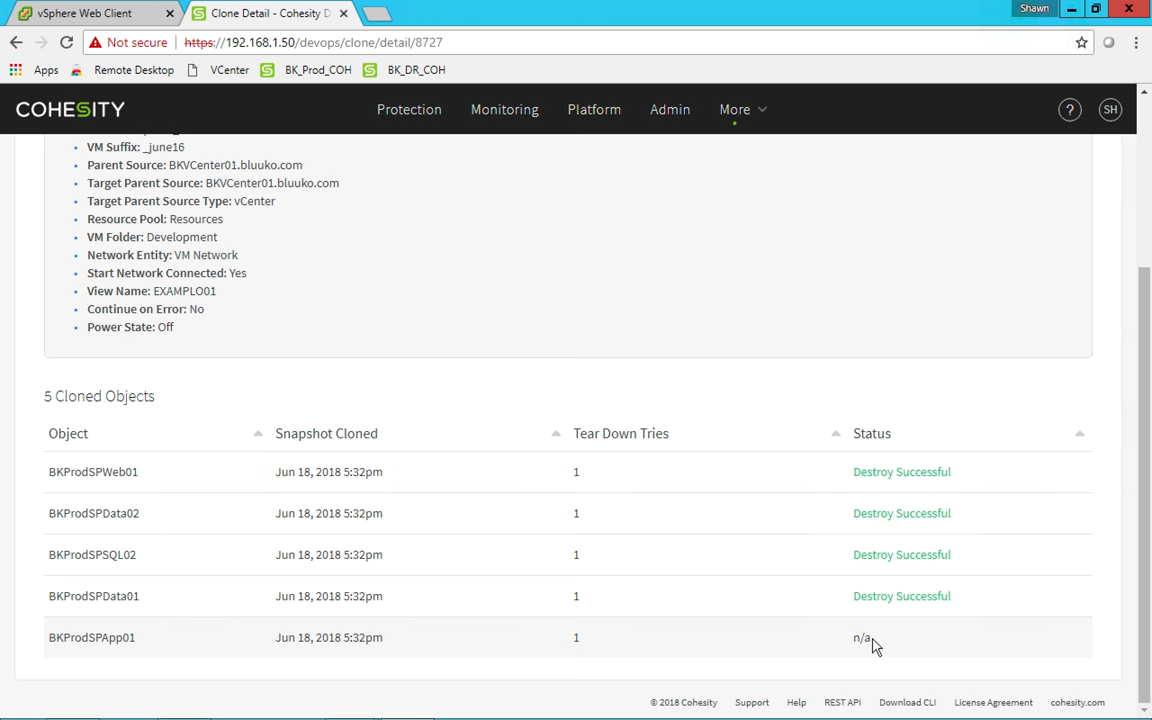 vSphere Web Client
Clone Detail - Cohesity D
Shawn
Not secure https://192.168.1.50/devops/clone/detail/8727
Apps Remote Desktop VCenter BK_Prod_COH BK_DR_COH
COHESITY Protection Monitoring Platform Admin More ? SH
VM Suffix: _june16
Parent Source: BKVCenter01.bluuko.com
Target Parent Source: BKVCenter01.bluuko.com
Target Parent Source Type: vCenter
Resource Pool: Resources
VM Folder: Development
Network Entity: VM Network
Start Network Connected: Yes
View Name: EXAMPLO01
Continue on Error: No
Power State: Off
5 Cloned Objects
Object Snapshot Cloned Tear Down Tries Status
BKProdSPWeb01 Jun 18, 2018 5:32pm 1 Destroy Successful
BKProdSPData02 Jun 18, 2018 5:32pm 1 Destroy Successful
BKProdSPSQL02 Jun 18, 2018 5:32pm 1 Destroy Successful
BKProdSPData01 Jun 18, 2018 5:32pm 1 Destroy Successful
BKProdSPApp01 Jun 18, 2018 5:32pm 1 n/a
© 2018 Cohesity Support Help REST API Download CLI License Agreement cohesity.com